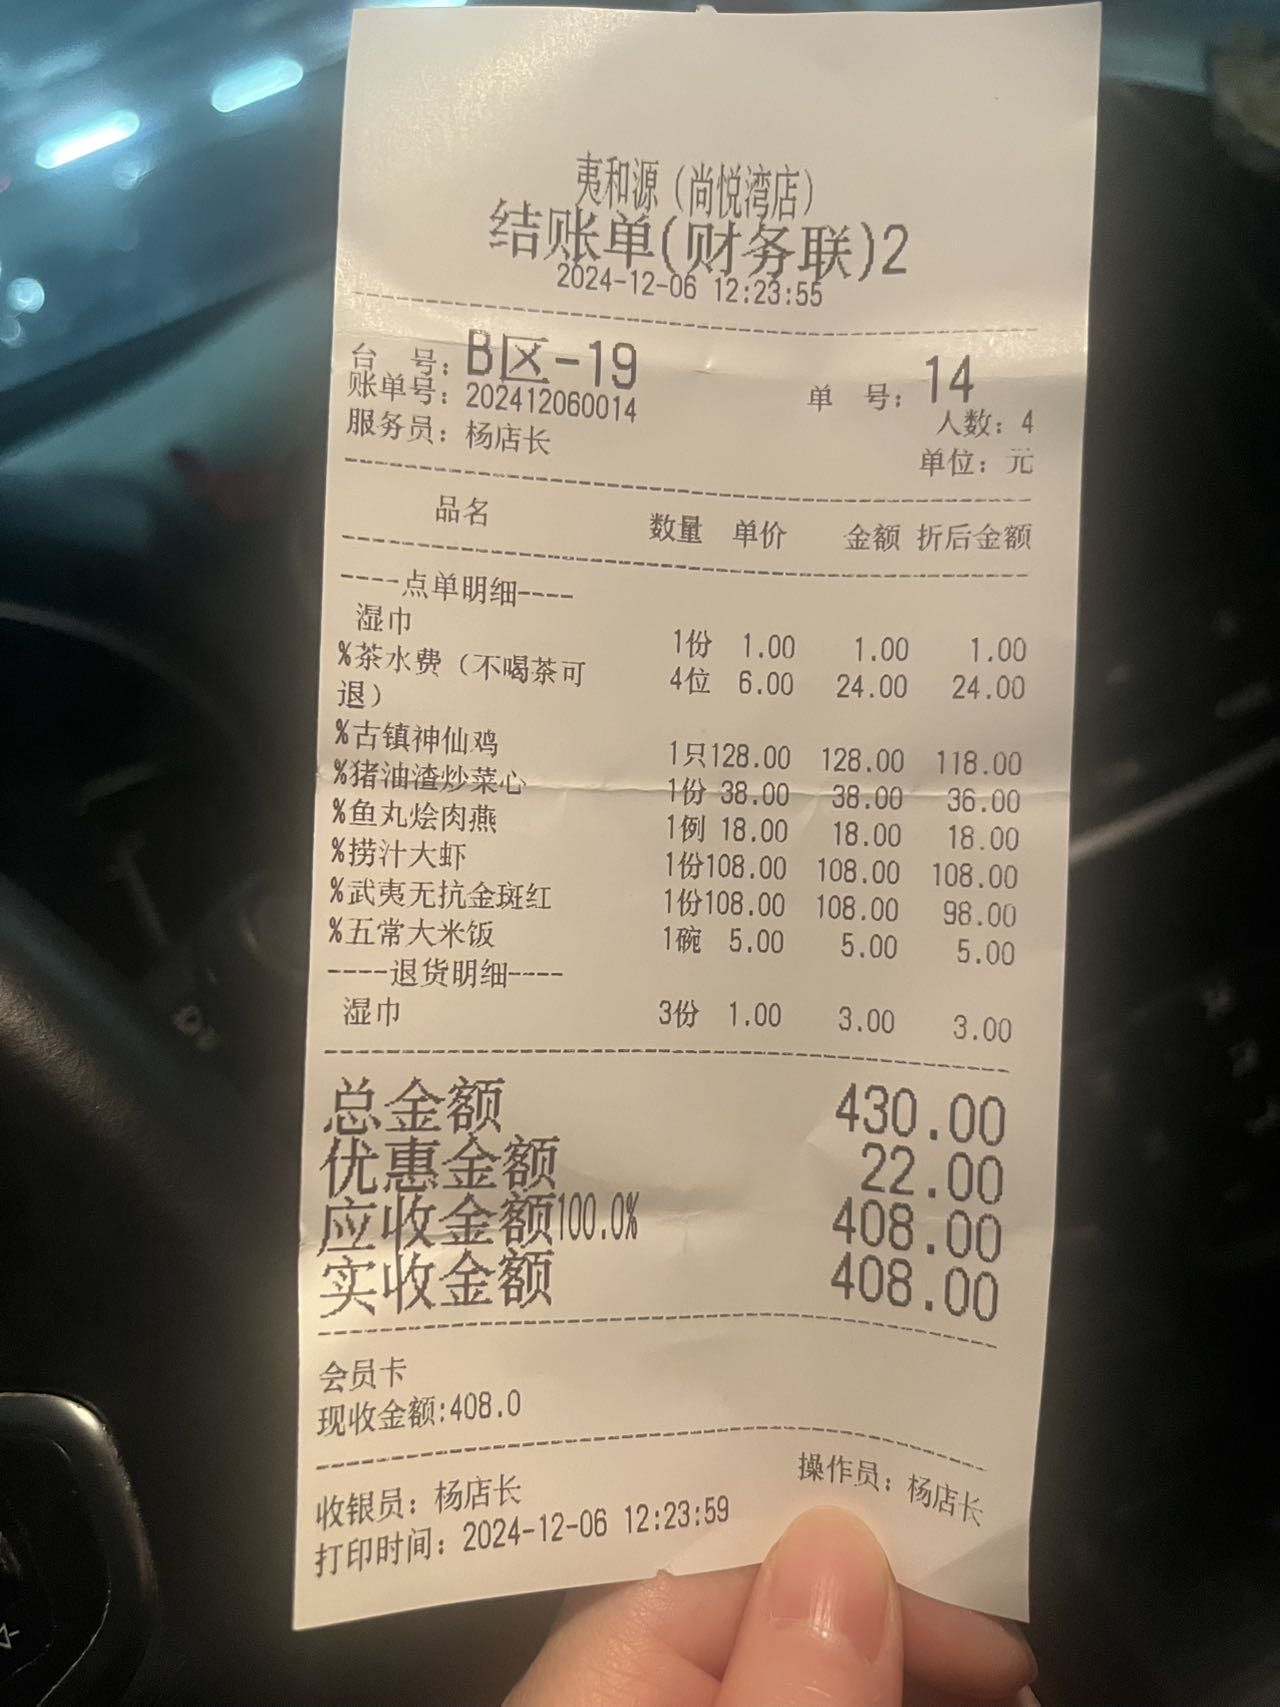 夷和源（尚悦湾店）
结账单(财务联)2
2024-12-06 12:23:55
台 号：B区-19 单 号：14
账单号：202412060014 人数：4
服务员：杨店长 单位：元
品名 数量 单价 金额 折后金额
----点单明细----
湿巾 1份 1.00 1.00 1.00
%茶水费（不喝茶可 4位 6.00 24.00 24.00
退）
%古镇神仙鸡 1只128.00 128.00 118.00
%猪油渣炒菜心 1份 38.00 38.00 36.00
%鱼丸烩肉燕 1例 18.00 18.00 18.00
%捞汁大虾 1份108.00 108.00 108.00
%武夷无抗金斑红 1份108.00 108.00 98.00
%五常大米饭 1碗 5.00 5.00 5.00
----退货明细----
湿巾 3份 1.00 3.00 3.00
总金额 430.00
优惠金额 22.00
应收金额100.0% 408.00
实收金额 408.00
会员卡
现收金额:408.0
收银员：杨店长 操作员：杨店长
打印时间：2024-12-06 12:23:59